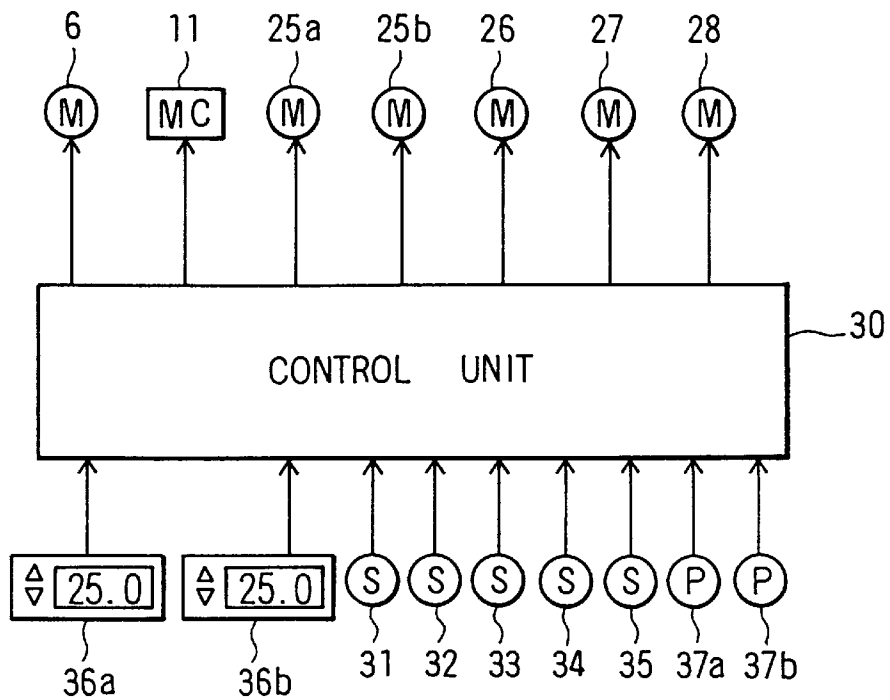 6 11 25a 25b 26 27 28
M MC M M M M M
30
CONTROL UNIT
25.0 25.0 S S S S S P P
36a 36b 31 32 33 34 35 37a 37b